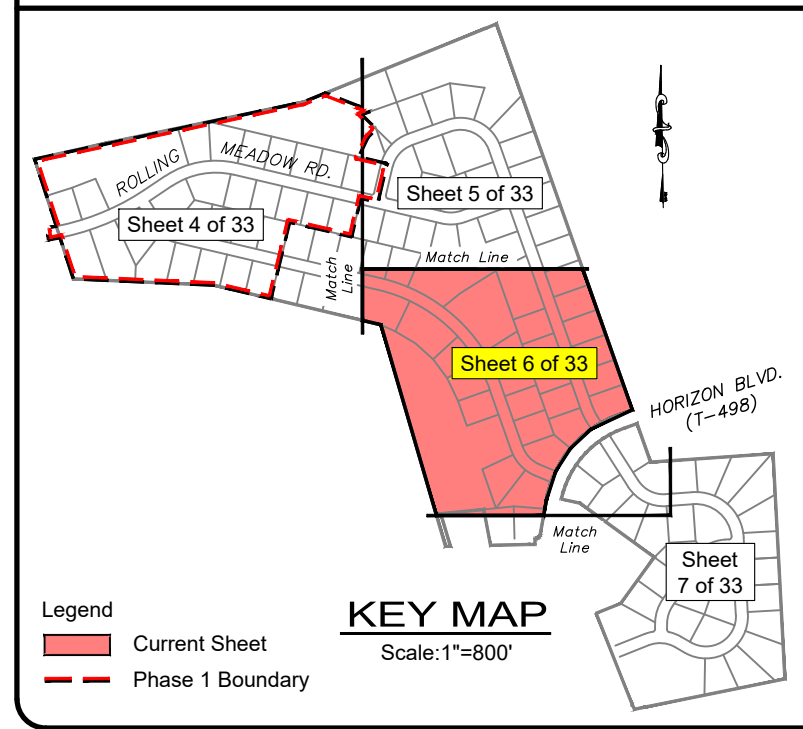 ROLLING
MEADOW RD.
Sheet 4 of 33
Sheet 5 of 33
Match Line
Match
Line
Sheet 6 of 33
HORIZON BLVD.
(T-498)
Match
Line
Sheet
7 of 33
Legend
Current Sheet
Phase 1 Boundary
KEY MAP
Scale:1"=800'